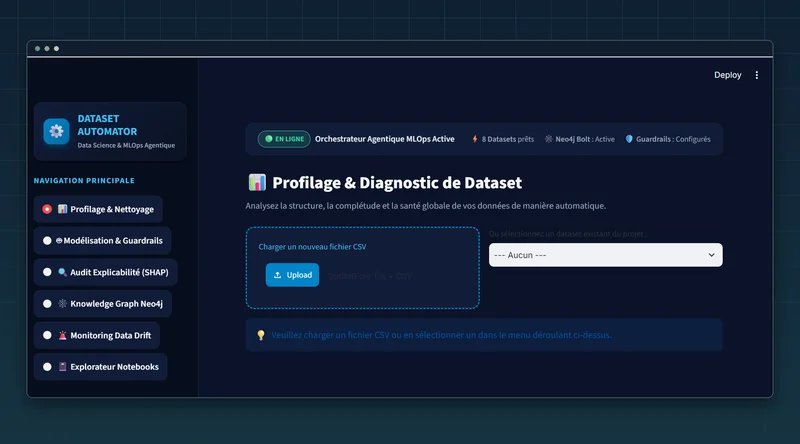 Deploy
DATASET
AUTOMATOR
Data Science & MLOps Agentique
NAVIGATION PRINCIPALE
Profilage & Nettoyage
Modélisation & Guardrails
Audit Explicabilité (SHAP)
Knowledge Graph Neo4j
Monitoring Data Drift
Explorateur Notebooks
EN LIGNE Orchestrateur Agentique MLOps Active 8 Datasets prêts Neo4j Bolt : Active Guardrails : Configurés
Profilage & Diagnostic de Dataset
Analysez la structure, la complétude et la santé globale de vos données de manière automatique.
Charger un nouveau fichier CSV
Upload
Ou sélectionnez un dataset existant du projet :
--- Aucun ---
Veuillez charger un fichier CSV ou en sélectionner un dans le menu déroulant ci-dessus.